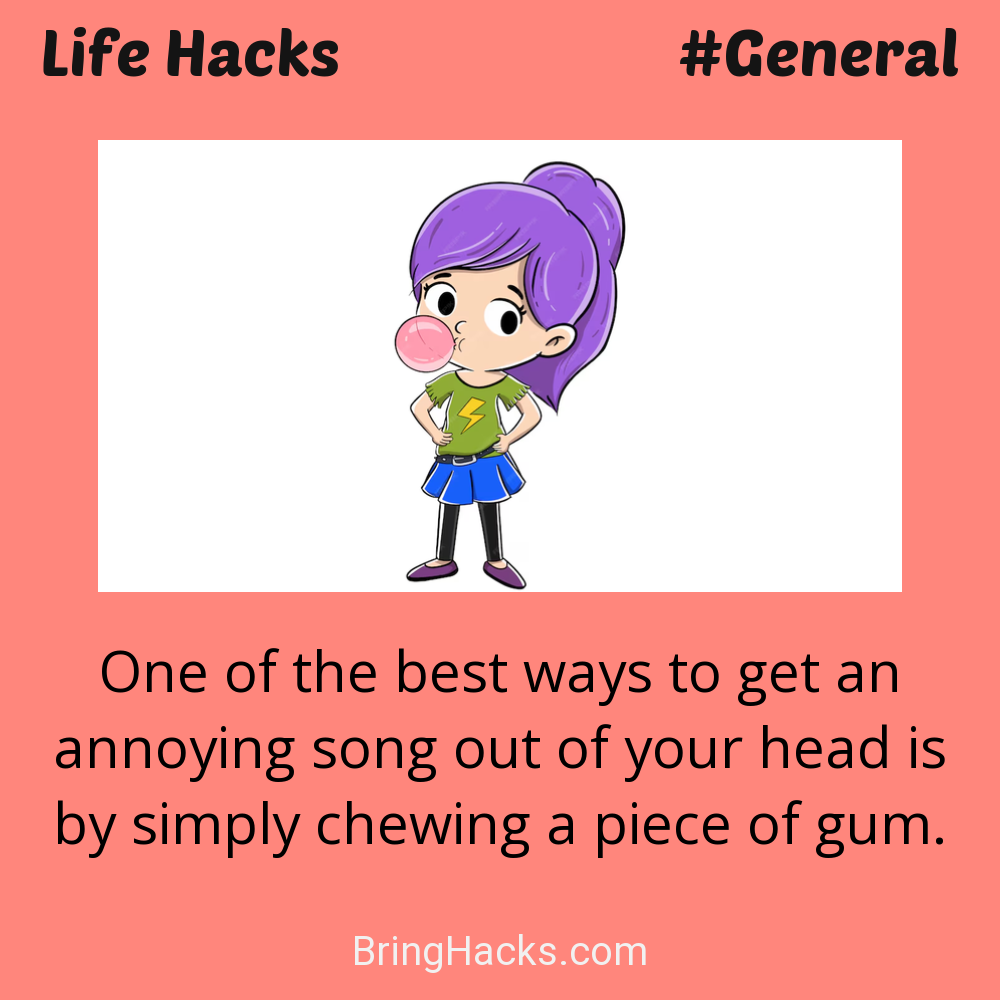 Life Hacks #General
One of the best ways to get an
annoying song out of your head is
by simply chewing a piece of gum.
BringHacks.com